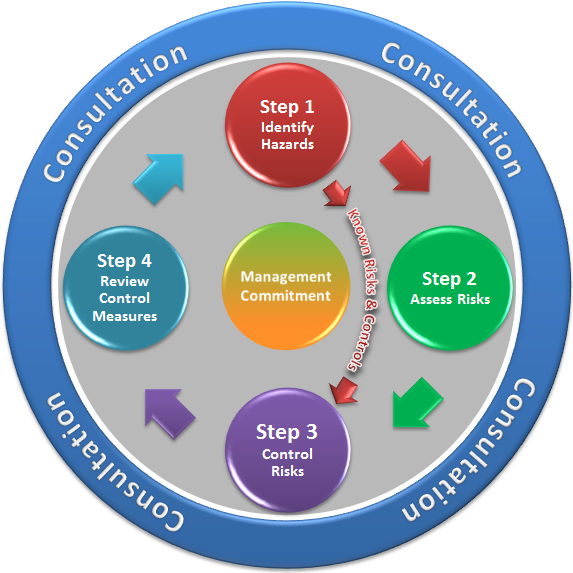 Consultation
Consultation
Step 1
Identify
Hazards
Known Risks & Controls
Step 4
Review
Control
Measures
Management
Commitment
Step 2
Assess Risks
Step 3
Control
Risks
Consultation
Consultation